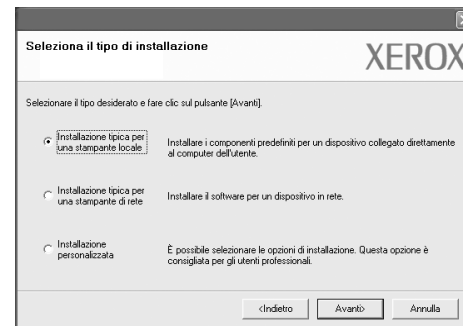 Seleziona il tipo di installazione
XEROX
Selezionare il tipo desiderato e fare clic sul pulsante [Avanti].
Installazione tipica per
una stampante locale
Installare i componenti predefiniti per un dispositivo collegato direttamente
al computer dell'utente.
Installazione tipica per
una stampante di rete
Installare il software per un dispositivo in rete.
Installazione
personalizzata
È possibile selezionare le opzioni di installazione. Questa opzione è
consigliata per gli utenti professionali.
<Indietro
Avanti>
Annulla